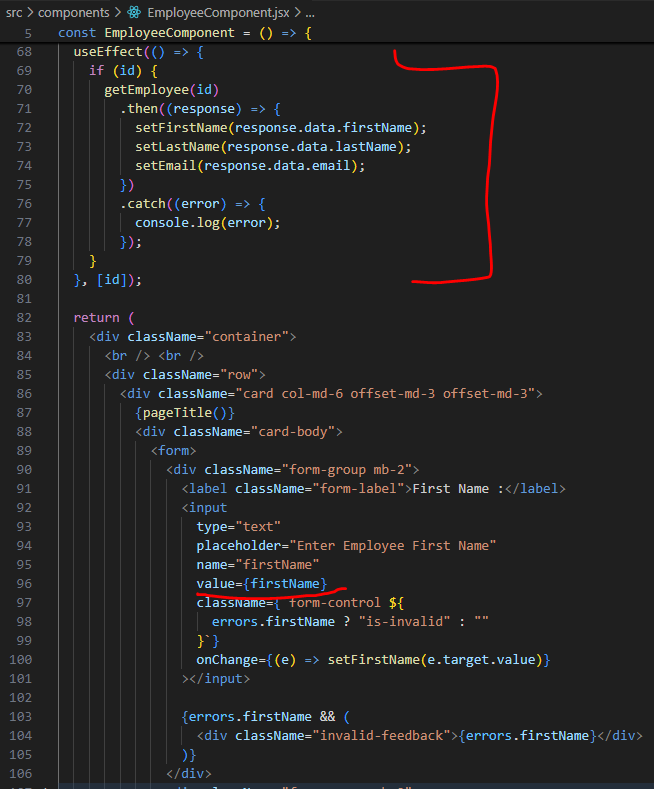 src > components > EmployeeComponent.jsx > ...
5 const EmployeeComponent = () => {
68 useEffect(() => {
69 if (id) {
70 getEmployee(id)
71 .then((response) => {
72 setFirstName(response.data.firstName);
73 setLastName(response.data.lastName);
74 setEmail(response.data.email);
75 })
76 .catch((error) => {
77 console.log(error);
78 });
79 }
80 }, [id]);
81
82 return (
83 <div className="container">
84 <br /> <br />
85 <div className="row">
86 <div className="card col-md-6 offset-md-3 offset-md-3">
87 {pageTitle()}
88 <div className="card-body">
89 <form>
90 <div className="form-group mb-2">
91 <label className="form-label">First Name :</label>
92 <input
93 type="text"
94 placeholder="Enter Employee First Name"
95 name="firstName"
96 value={firstName}
97 className={`form-control ${
98 errors.firstName ? "is-invalid" : ""
99 }`}
100 onChange={(e) => setFirstName(e.target.value)}
101 ></input>
102
103 {errors.firstName && (
104 <div className="invalid-feedback">{errors.firstName}</div>
105 )}
106 </div>